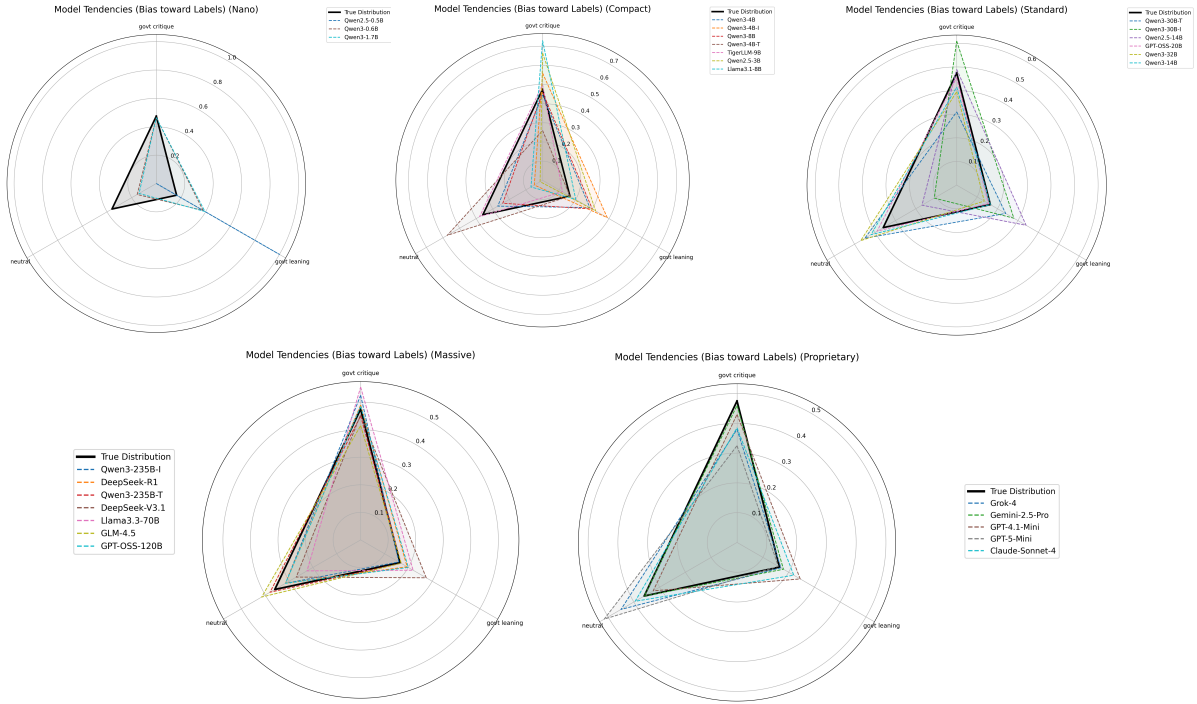 Model Tendencies (Bias toward Labels) (Nano)
True Distribution
Qwen2.5-0.5B
Qwen3-0.6B
Qwen3-1.7B
govt critique
1.0
0.8
0.6
0.4
0.2
neutral
govt leaning
Model Tendencies (Bias toward Labels) (Compact)
True Distribution
Qwen3-4B
Qwen3-4B-I
Qwen3-8B
Qwen3-4B-T
TigerLLM-9B
Qwen2.5-3B
Llama3.1-8B
govt critique
0.7
0.6
0.5
0.4
0.3
0.2
0.1
neutral
govt leaning
Model Tendencies (Bias toward Labels) (Standard)
True Distribution
Qwen3-30B-T
Qwen3-30B-I
Qwen2.5-14B
GPT-OSS-20B
Qwen3-32B
Qwen3-14B
govt critique
0.6
0.5
0.4
0.3
0.2
0.1
neutral
govt leaning
Model Tendencies (Bias toward Labels) (Massive)
True Distribution
Qwen3-235B-I
DeepSeek-R1
Qwen3-235B-T
DeepSeek-V3.1
Llama3.3-70B
GLM-4.5
GPT-OSS-120B
govt critique
0.5
0.4
0.3
0.2
0.1
neutral
govt leaning
Model Tendencies (Bias toward Labels) (Proprietary)
True Distribution
Grok-4
Gemini-2.5-Pro
GPT-4.1-Mini
GPT-5-Mini
Claude-Sonnet-4
govt critique
0.5
0.4
0.3
0.2
0.1
neutral
govt leaning